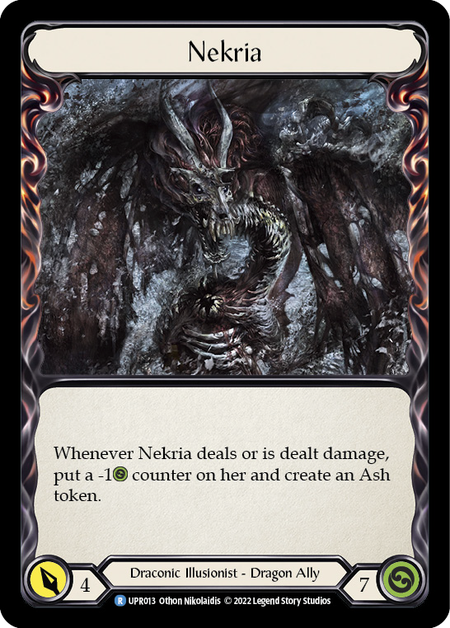 Nekria
Whenever Nekria deals or is dealt damage,
put a -1 counter on her and create an Ash
token.
4
Draconic Illusionist - Dragon Ally
7
R UPR013 Othon Nikolaidis © 2022 Legend Story Studios